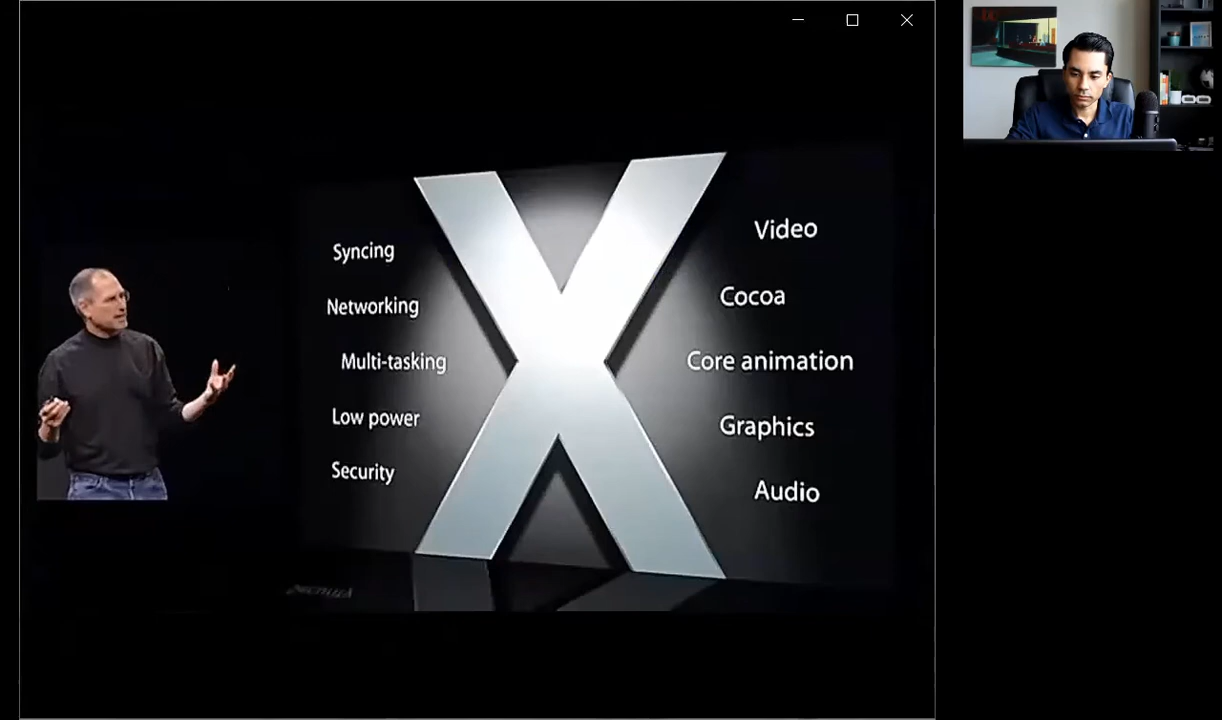 Syncing
Networking
Multi-tasking
Low power
Security
X
Video
Cocoa
Core animation
Graphics
Audio